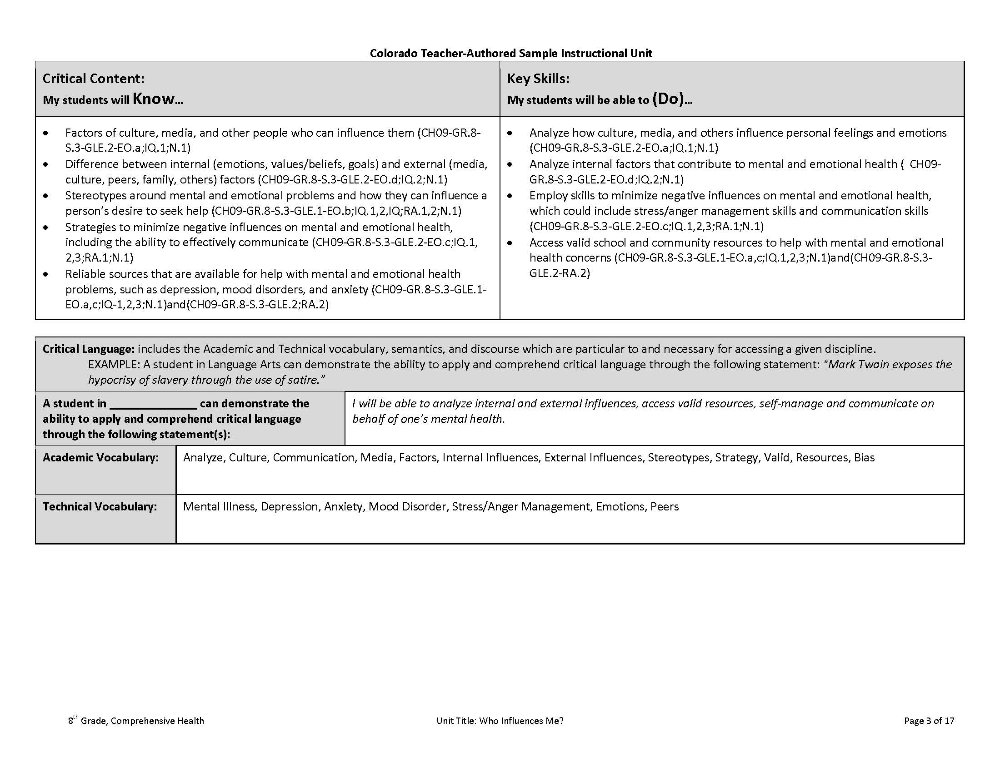 Colorado Teacher-Authored Sample Instructional Unit
Critical Content:
My students will Know…
Key Skills:
My students will be able to (Do)…
• Factors of culture, media, and other people who can influence them (CH09-GR.8-
S.3-GLE.2-EO.a;IQ.1;N.1)
• Difference between internal (emotions, values/beliefs, goals) and external (media,
culture, peers, family, others) factors (CH09-GR.8-S.3-GLE.2-EO.d;IQ.2;N.1)
• Stereotypes around mental and emotional problems and how they can influence a
person’s desire to seek help (CH09-GR.8-S.3-GLE.1-EO.b;IQ.1,2,IQ;RA.1,2;N.1)
• Strategies to minimize negative influences on mental and emotional health,
including the ability to effectively communicate (CH09-GR.8-S.3-GLE.2-EO.c;IQ.1,
2,3;RA.1;N.1)
• Reliable sources that are available for help with mental and emotional health
problems, such as depression, mood disorders, and anxiety (CH09-GR.8-S.3-GLE.1-
EO.a,c;IQ-1,2,3;N.1)and(CH09-GR.8-S.3-GLE.2;RA.2)
• Analyze how culture, media, and others influence personal feelings and emotions
(CH09-GR.8-S.3-GLE.2-EO.a;IQ.1;N.1)
• Analyze internal factors that contribute to mental and emotional health ( CH09-
GR.8-S.3-GLE.2-EO.d;IQ.2;N.1)
• Employ skills to minimize negative influences on mental and emotional health,
which could include stress/anger management skills and communication skills
(CH09-GR.8-S.3-GLE.2-EO.c;IQ.1,2,3;RA.1;N.1)
• Access valid school and community resources to help with mental and emotional
health concerns (CH09-GR.8-S.3-GLE.1-EO.a,c;IQ.1,2,3;N.1)and(CH09-GR.8-S.3-
GLE.2-RA.2)
Critical Language: includes the Academic and Technical vocabulary, semantics, and discourse which are particular to and necessary for accessing a given discipline.
EXAMPLE: A student in Language Arts can demonstrate the ability to apply and comprehend critical language through the following statement: “Mark Twain exposes the
hypocrisy of slavery through the use of satire.”
A student in ______________ can demonstrate the
ability to apply and comprehend critical language
through the following statement(s):
I will be able to analyze internal and external influences, access valid resources, self-manage and communicate on
behalf of one’s mental health.
Academic Vocabulary:
Analyze, Culture, Communication, Media, Factors, Internal Influences, External Influences, Stereotypes, Strategy, Valid, Resources, Bias
Technical Vocabulary:
Mental Illness, Depression, Anxiety, Mood Disorder, Stress/Anger Management, Emotions, Peers
8th Grade, Comprehensive Health
Unit Title: Who Influences Me?
Page 3 of 17